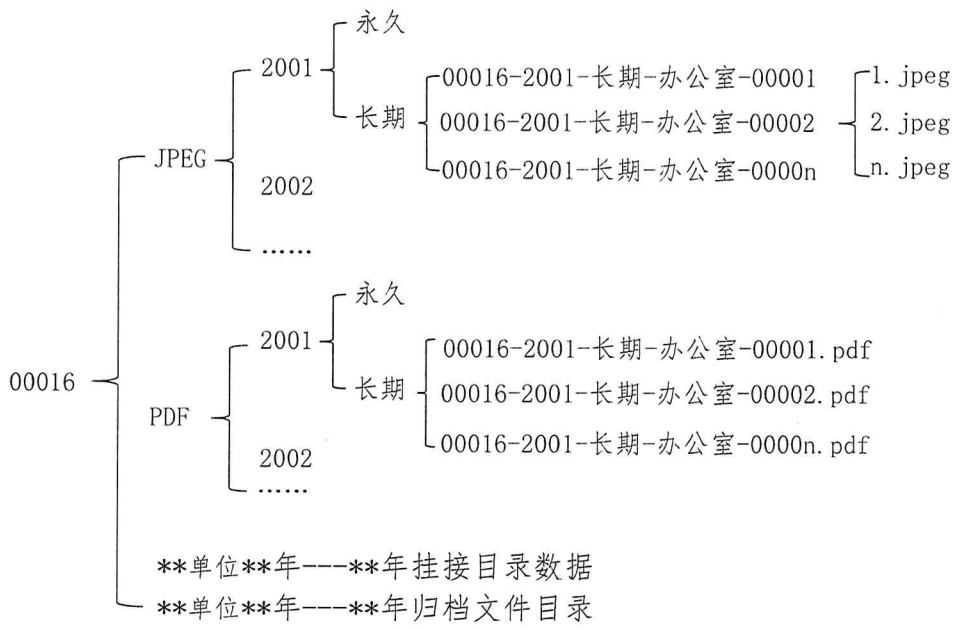 永久
2001
00016-2001-长期-办公室-00001
1.jpeg
长期
00016-2001-长期-办公室-00002
2.jpeg
JPEG
00016-2001-长期-办公室-0000n
n.jpeg
2002
……
永久
2001
00016-2001-长期-办公室-00001.pdf
00016
长期
00016-2001-长期-办公室-00002.pdf
PDF
00016-2001-长期-办公室-0000n.pdf
2002
……
**单位**年---**年挂接目录数据
**单位**年---**年归档文件目录